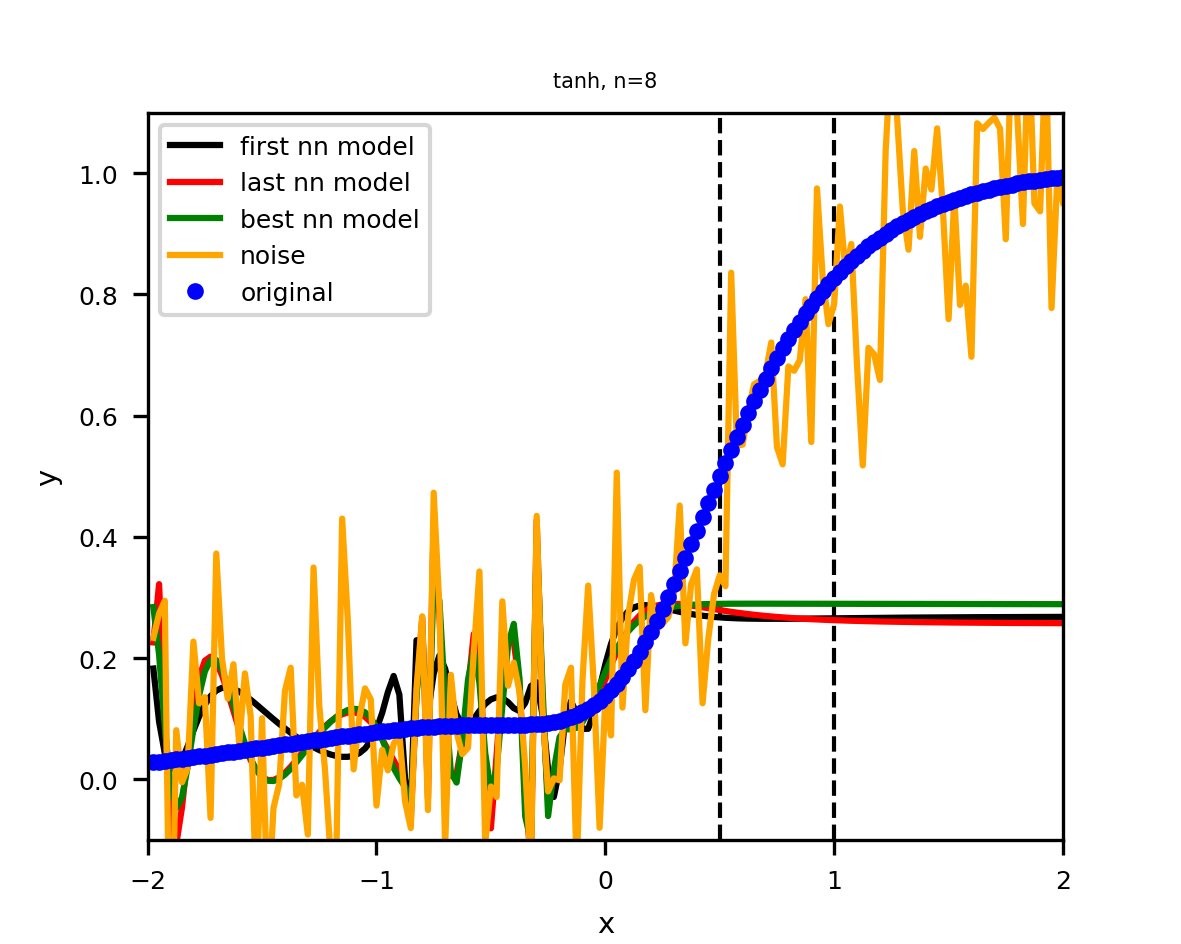 tanh, n=8
first nn model
last nn model
best nn model
noise
original
1.0
0.8
0.6
0.4
0.2
0.0
y
−2
−1
0
1
2
x